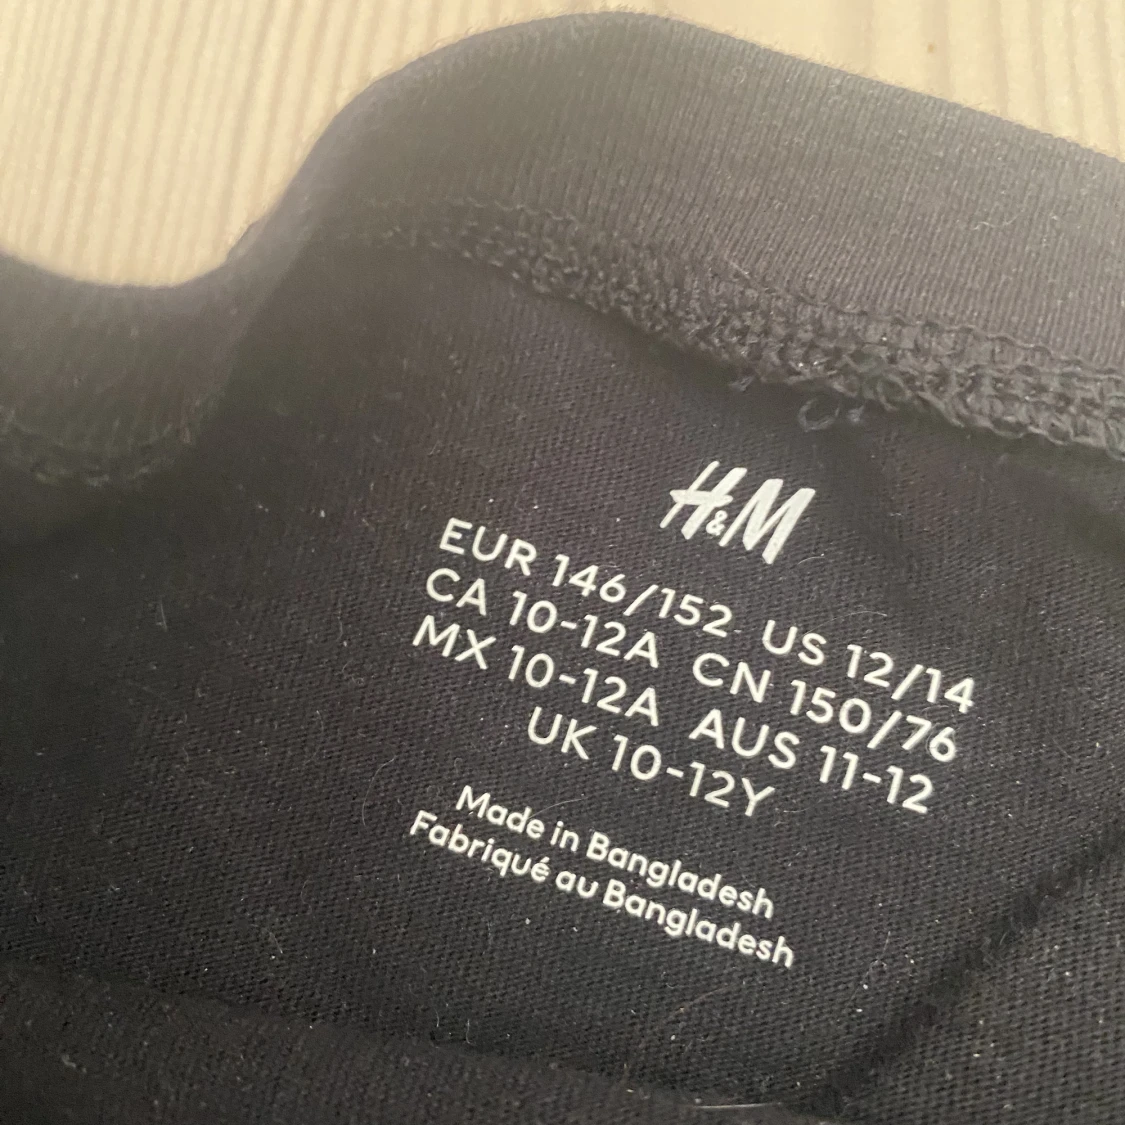 H&M
EUR 146/152 US 12/14
CA 10-12A CN 150/76
MX 10-12A AUS 11-12
UK 10-12Y
Made in Bangladesh
Fabriqué au Bangladesh